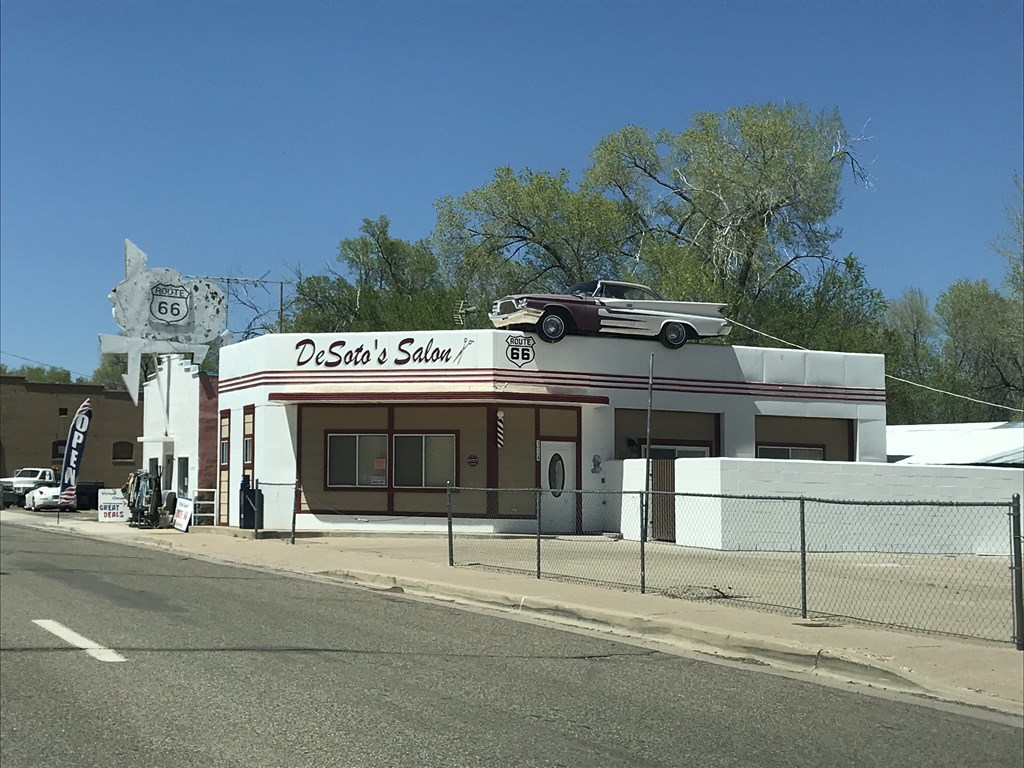 ROUTE
66
DeSoto's Salon
ROUTE
66
OPEN
GREAT
DEALS